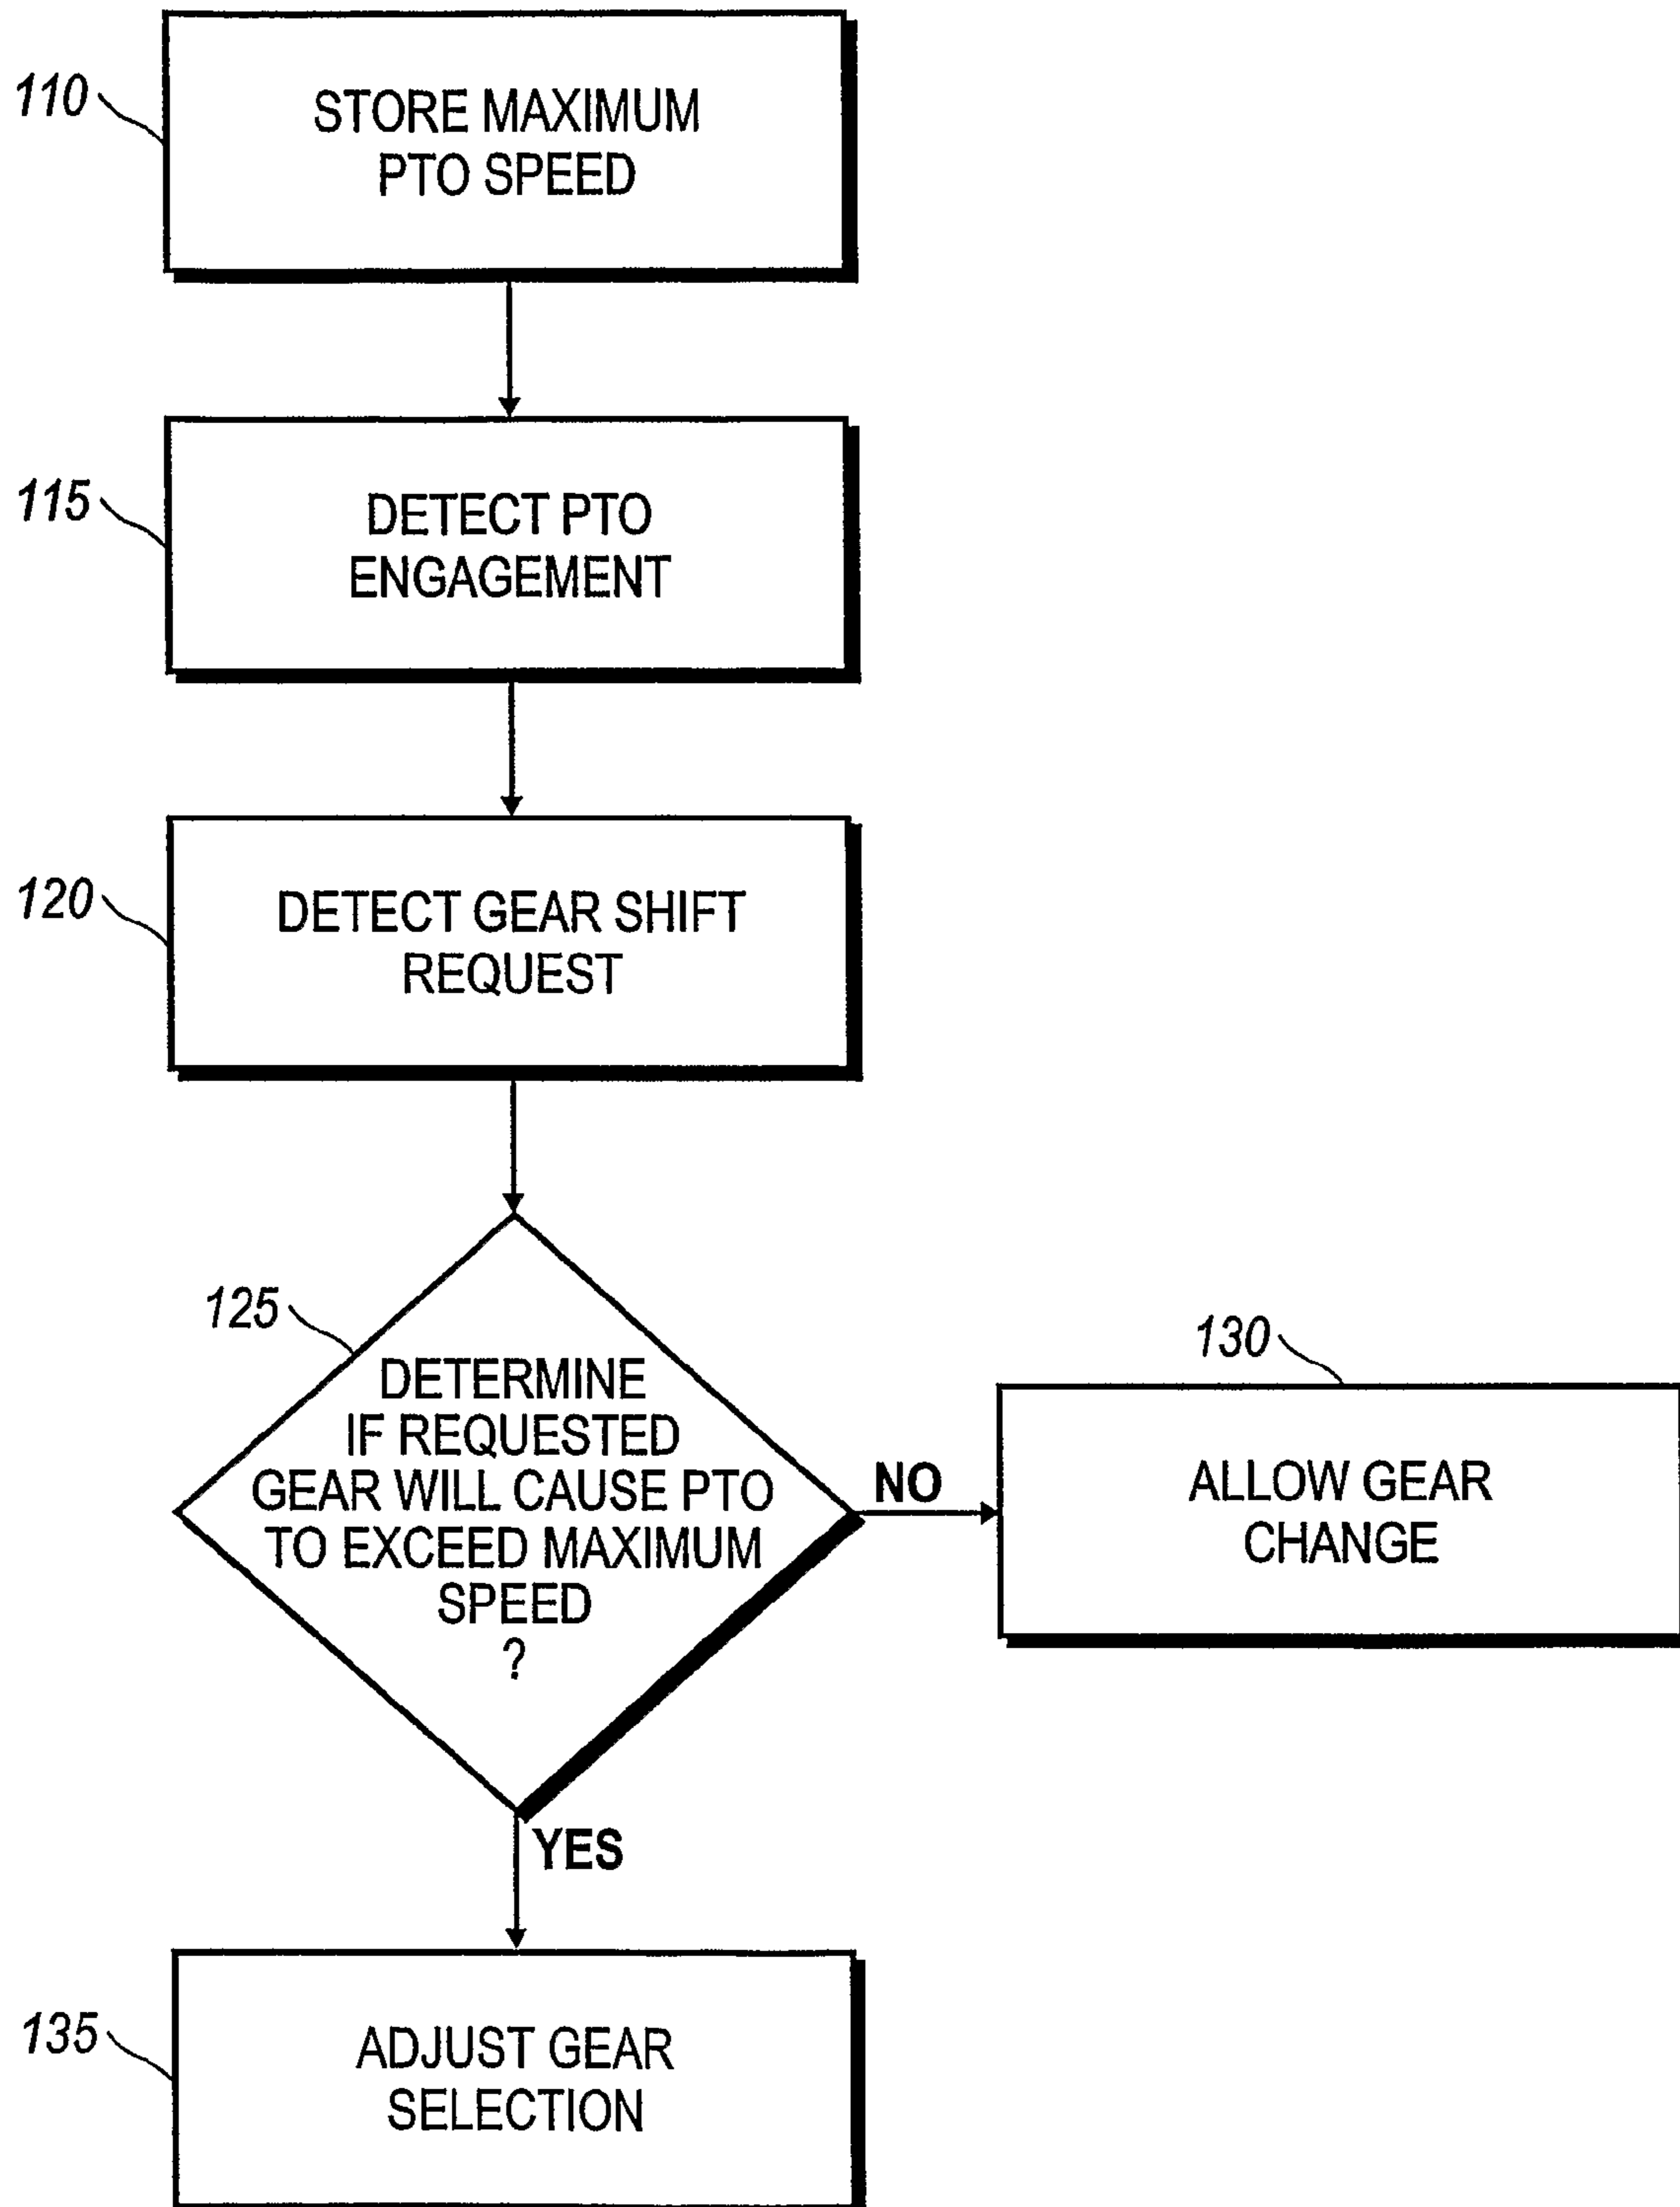 110
STORE MAXIMUM
PTO SPEED
115
DETECT PTO
ENGAGEMENT
120
DETECT GEAR SHIFT
REQUEST
125
DETERMINE
IF REQUESTED
GEAR WILL CAUSE PTO
TO EXCEED MAXIMUM
SPEED
?
NO
130
ALLOW GEAR
CHANGE
YES
135
ADJUST GEAR
SELECTION